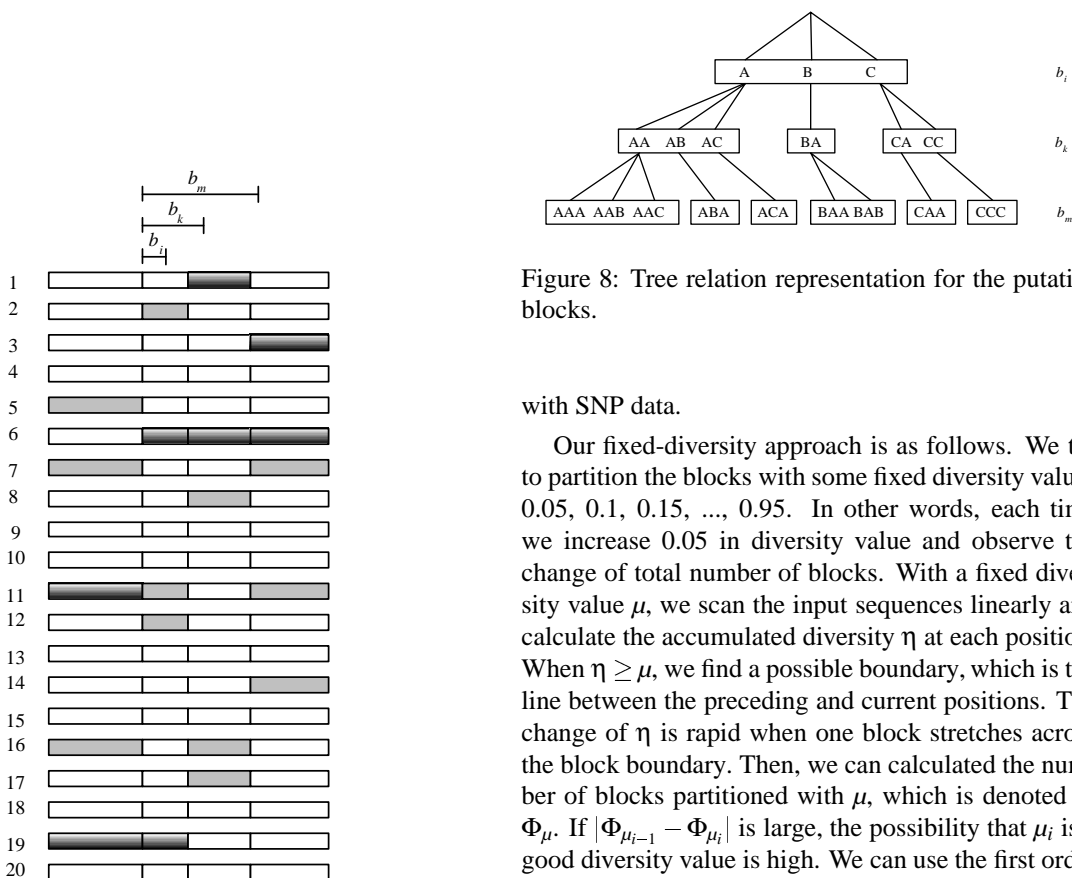 b_m
b_k
b_i
1
2
3
4
5
6
7
8
9
10
11
12
13
14
15
16
17
18
19
20
A B C b_i
AA AB AC BA CA CC b_k
AAA AAB AAC ABA ACA BAA BAB CAA CCC b_m
Figure 8: Tree relation representation for the putati
blocks.
with SNP data.
Our fixed-diversity approach is as follows. We t
to partition the blocks with some fixed diversity valu
0.05, 0.1, 0.15, ..., 0.95. In other words, each tin
we increase 0.05 in diversity value and observe t
change of total number of blocks. With a fixed dive
sity value μ, we scan the input sequences linearly a
calculate the accumulated diversity η at each positio
When η ≥ μ, we find a possible boundary, which is t
line between the preceding and current positions. T
change of η is rapid when one block stretches acro
the block boundary. Then, we can calculated the nu
ber of blocks partitioned with μ, which is denoted
Φ_μ. If |Φ_{μ_{i−1}} − Φ_{μ_i}| is large, the possibility that μ_i is
good diversity value is high. We can use the first ord